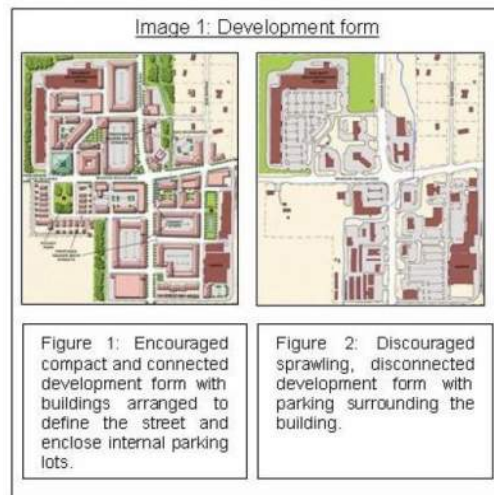 Image 1: Development form
Figure 1: Encouraged
compact and connected
development form with
buildings arranged to
define the street and
enclose internal parking
lots.
Figure 2: Discouraged
sprawling, disconnected
development form with
parking surrounding the
building.